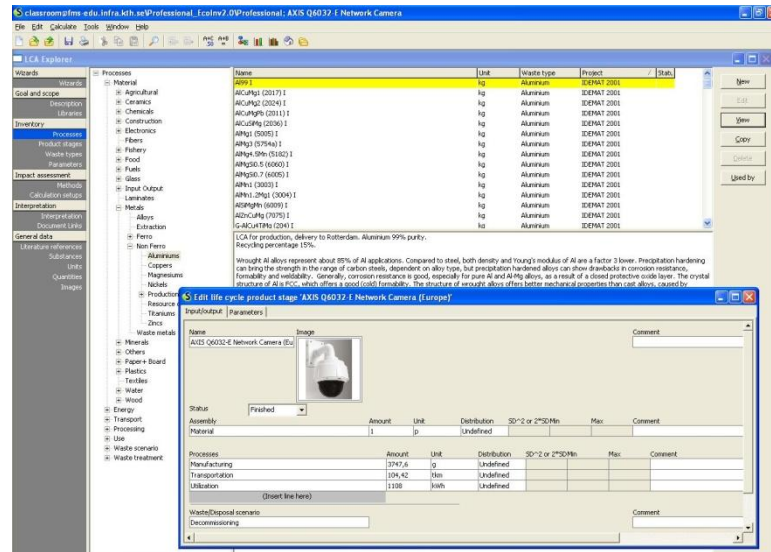 classroom@fms-edu.infra.kth.se\Professional_EcoInv2.0\Professional; AXIS Q6032-E Network Camera
File Edit Calculate Tools Window Help
LCA Explorer
Wizards
Wizards
Goal and scope
Description
Libraries
Inventory
Processes
Product stages
Waste types
Parameters
Impact assessment
Methods
Calculation setups
Interpretation
Interpretation
Document Links
General data
Literature references
Substances
Units
Quantities
Images
Processes
Material
Agricultural
Ceramics
Chemicals
Construction
Electronics
Fibers
Fishery
Food
Fuels
Glass
Input Output
Laminates
Metals
Alloys
Extraction
Ferro
Non Ferro
Aluminiums
Coppers
Magnesiums
Nickels
Production
Resource
Titaniums
Zincs
Waste metals
Minerals
Others
Paper+ Board
Plastics
Textiles
Water
Wood
Energy
Transport
Processing
Use
Waste scenario
Waste treatment
Name Unit Waste type Project / Stat
Al99 I kg Aluminium IDEMAT 2001
AlCuMg1 (2017) I kg Aluminium IDEMAT 2001
AlCuMg2 (2024) I kg Aluminium IDEMAT 2001
AlCuMgPb (2011) I kg Aluminium IDEMAT 2001
AlCuSiMg (2036) I kg Aluminium IDEMAT 2001
AlMg1 (5005) I kg Aluminium IDEMAT 2001
AlMg3 (5754a) I kg Aluminium IDEMAT 2001
AlMg4.5Mn (5182) I kg Aluminium IDEMAT 2001
AlMgSi0.5 (6060) I kg Aluminium IDEMAT 2001
AlMgSi0.7 (6005) I kg Aluminium IDEMAT 2001
AlMn1 (3003) I kg Aluminium IDEMAT 2001
AlMn1.2Mg1 (3004) I kg Aluminium IDEMAT 2001
AlSiMgMn (6009) I kg Aluminium IDEMAT 2001
AlZnCuMg (7075) I kg Aluminium IDEMAT 2001
G-AlCu4TiMg (204) I kg Aluminium IDEMAT 2001
LCA for production, delivery to Rotterdam. Aluminium 99% purity.
Recycling percentage 15%.
Wrought Al alloys represent about 85% of Al applications. Compared to steel, both density and Young's modulus of Al are a factor 3 lower. Precipitation hardening
can bring the strength in the range of carbon steels, dependent on alloy type, but precipitation hardened alloys can show drawbacks in corrosion resistance,
formability and weldability. Generally, corrosion resistance is good, especially for pure Al and Al-Mg alloys, as a result of a closed protective oxide layer. The crystal
structure of Al is FCC, which offers a good (cold) formability. The structure of wrought alloys offers better mechanical properties than cast alloys, caused by
New
Edit
View
Copy
Delete
Used by
Edit life cycle product stage 'AXIS Q6032-E Network Camera (Europe)'
Input/output Parameters
Name Image Comment
AXIS Q6032-E Network Camera (Eu
Status Finished
Assembly Amount Unit Distribution SD^2 or 2*SD Min Max Comment
Material 1 p Undefined
Processes Amount Unit Distribution SD^2 or 2*SD Min Max Comment
Manufacturing 3747,6 g Undefined
Transportation 104,42 tkm Undefined
Utilization 1108 kWh Undefined
(Insert line here)
Waste/Disposal scenario Comment
Decommissioning